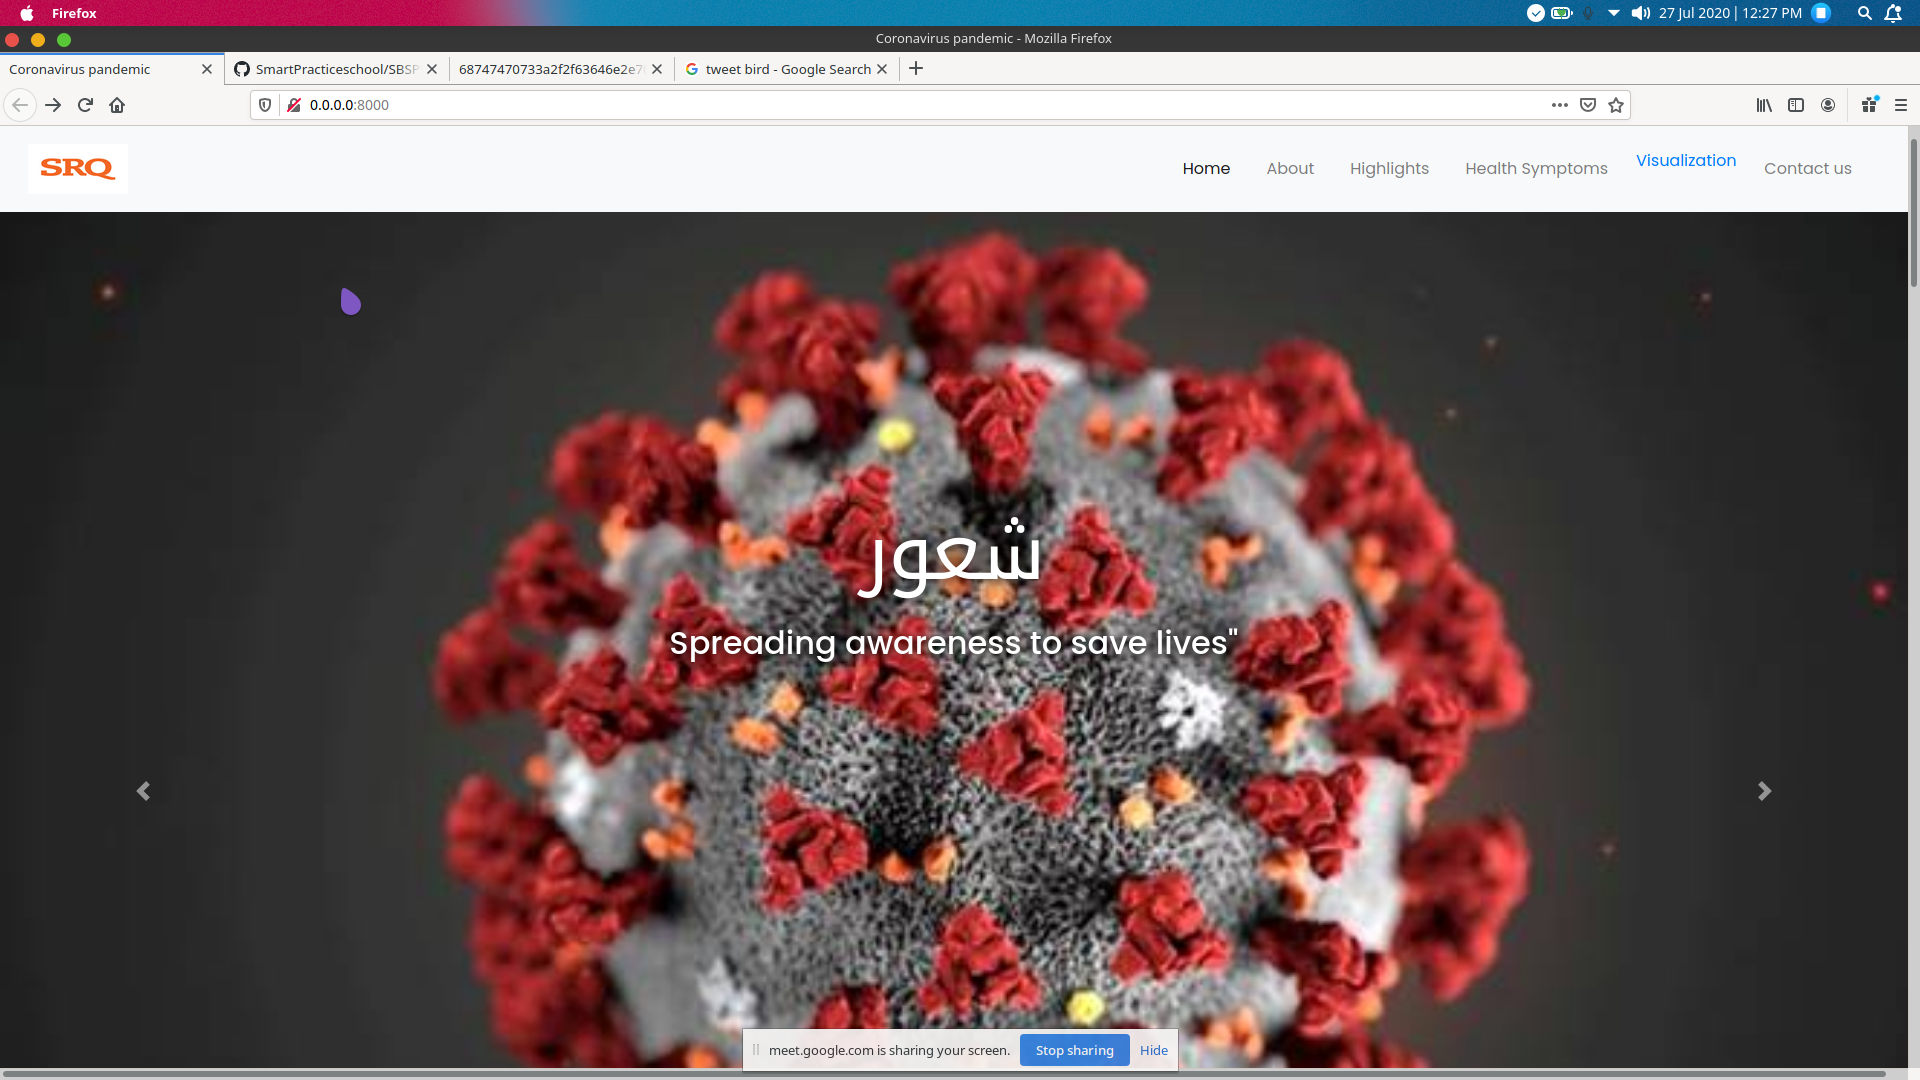 Firefox
27 Jul 2020 | 12:27 PM
Coronavirus pandemic - Mozilla Firefox
Coronavirus pandemic
SmartPracticeschool/SBSP
68747470733a2f2f63646e2e7
tweet bird - Google Search
0.0.0.0:8000
SRQ
Home
About
Highlights
Health Symptoms
Visualization
Contact us
شعور
Spreading awareness to save lives"
meet.google.com is sharing your screen.
Stop sharing
Hide